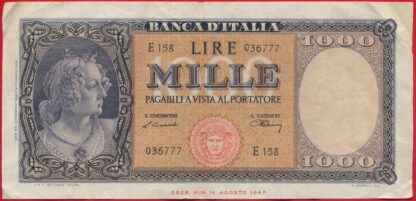 BANCA D'ITALIA
1000
E 158 LIRE 036777
1000
MILLE
PAGABILI A VISTA AL PORTATORE
IL GOVERNATORE IL CASSIERE
036777 E 158
1000
DECR. MIN. 14 AGOSTO 1947